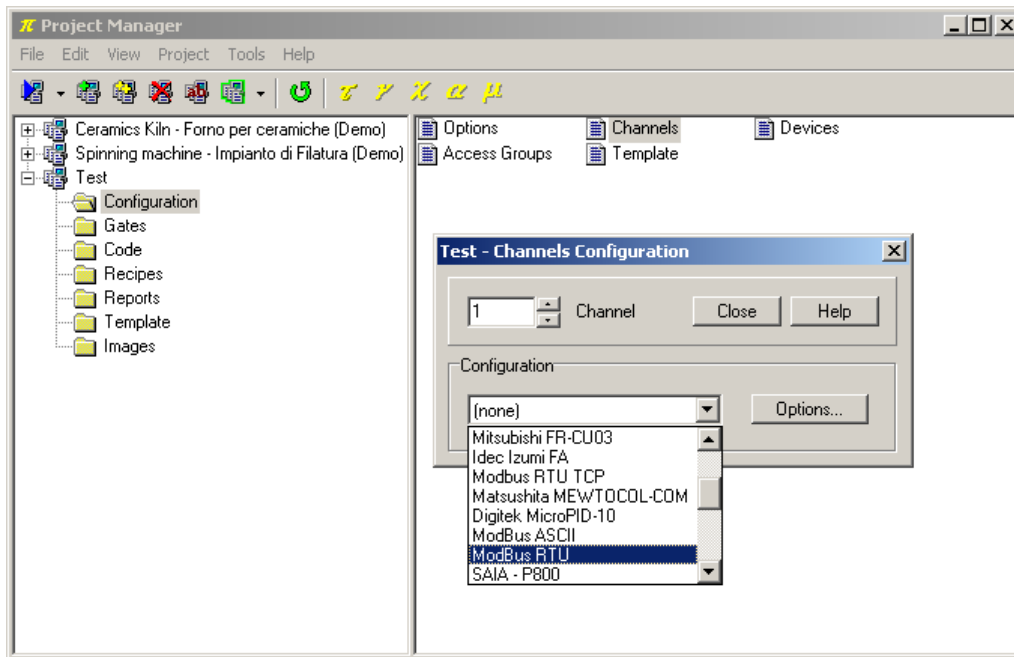 π Project Manager
File Edit View Project Tools Help
τ γ χ α μ
Ceramics Kiln - Forno per ceramiche (Demo)
Spinning machine - Impianto di Filatura (Demo)
Test
Configuration
Gates
Code
Recipes
Reports
Template
Images
Options Channels Devices
Access Groups Template
Test - Channels Configuration
1 Channel Close Help
Configuration
(none) Options...
Mitsubishi FR-CU03
Idec Izumi FA
Modbus RTU TCP
Matsushita MEWTOCOL-COM
Digitek MicroPID-10
ModBus ASCII
ModBus RTU
SAIA - P800